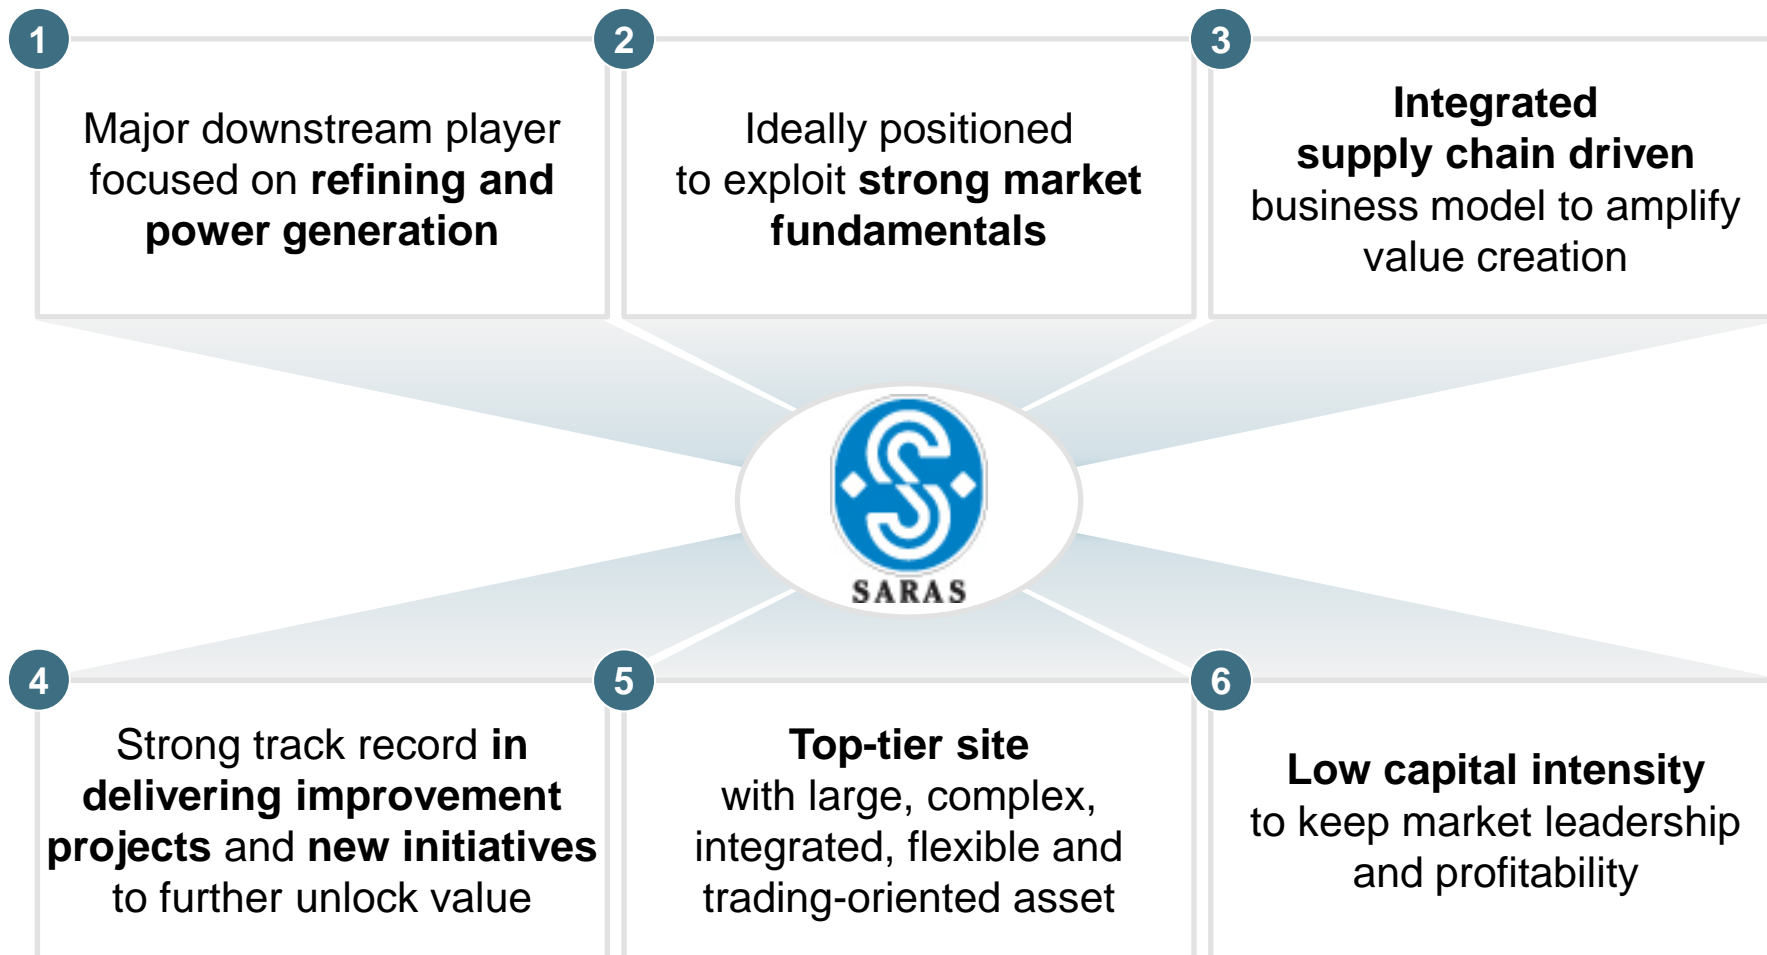 1
Major downstream player
focused on refining and
power generation
2
Ideally positioned
to exploit strong market
fundamentals
3
Integrated
supply chain driven
business model to amplify
value creation
SARAS
4
Strong track record in
delivering improvement
projects and new initiatives
to further unlock value
5
Top-tier site
with large, complex,
integrated, flexible and
trading-oriented asset
6
Low capital intensity
to keep market leadership
and profitability